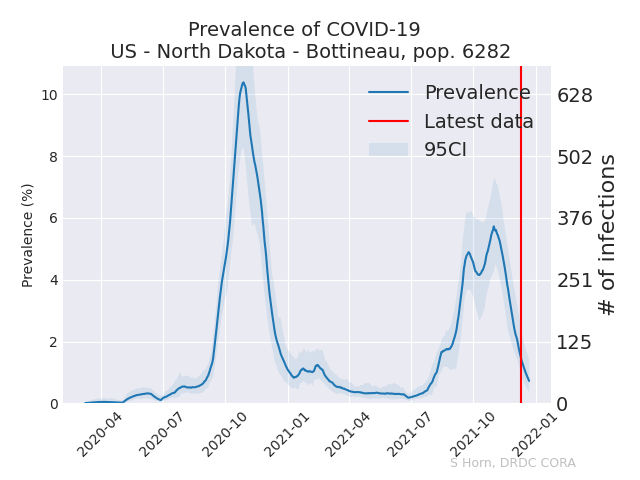 Prevalence of COVID-19
US - North Dakota - Bottineau, pop. 6282
Prevalence
Latest data
95CI
10
8
6
4
2
0
Prevalence (%)
628
502
376
251
125
0
# of infections
2020-04
2020-07
2020-10
2021-01
2021-04
2021-07
2021-10
2022-01
S Horn, DRDC CORA